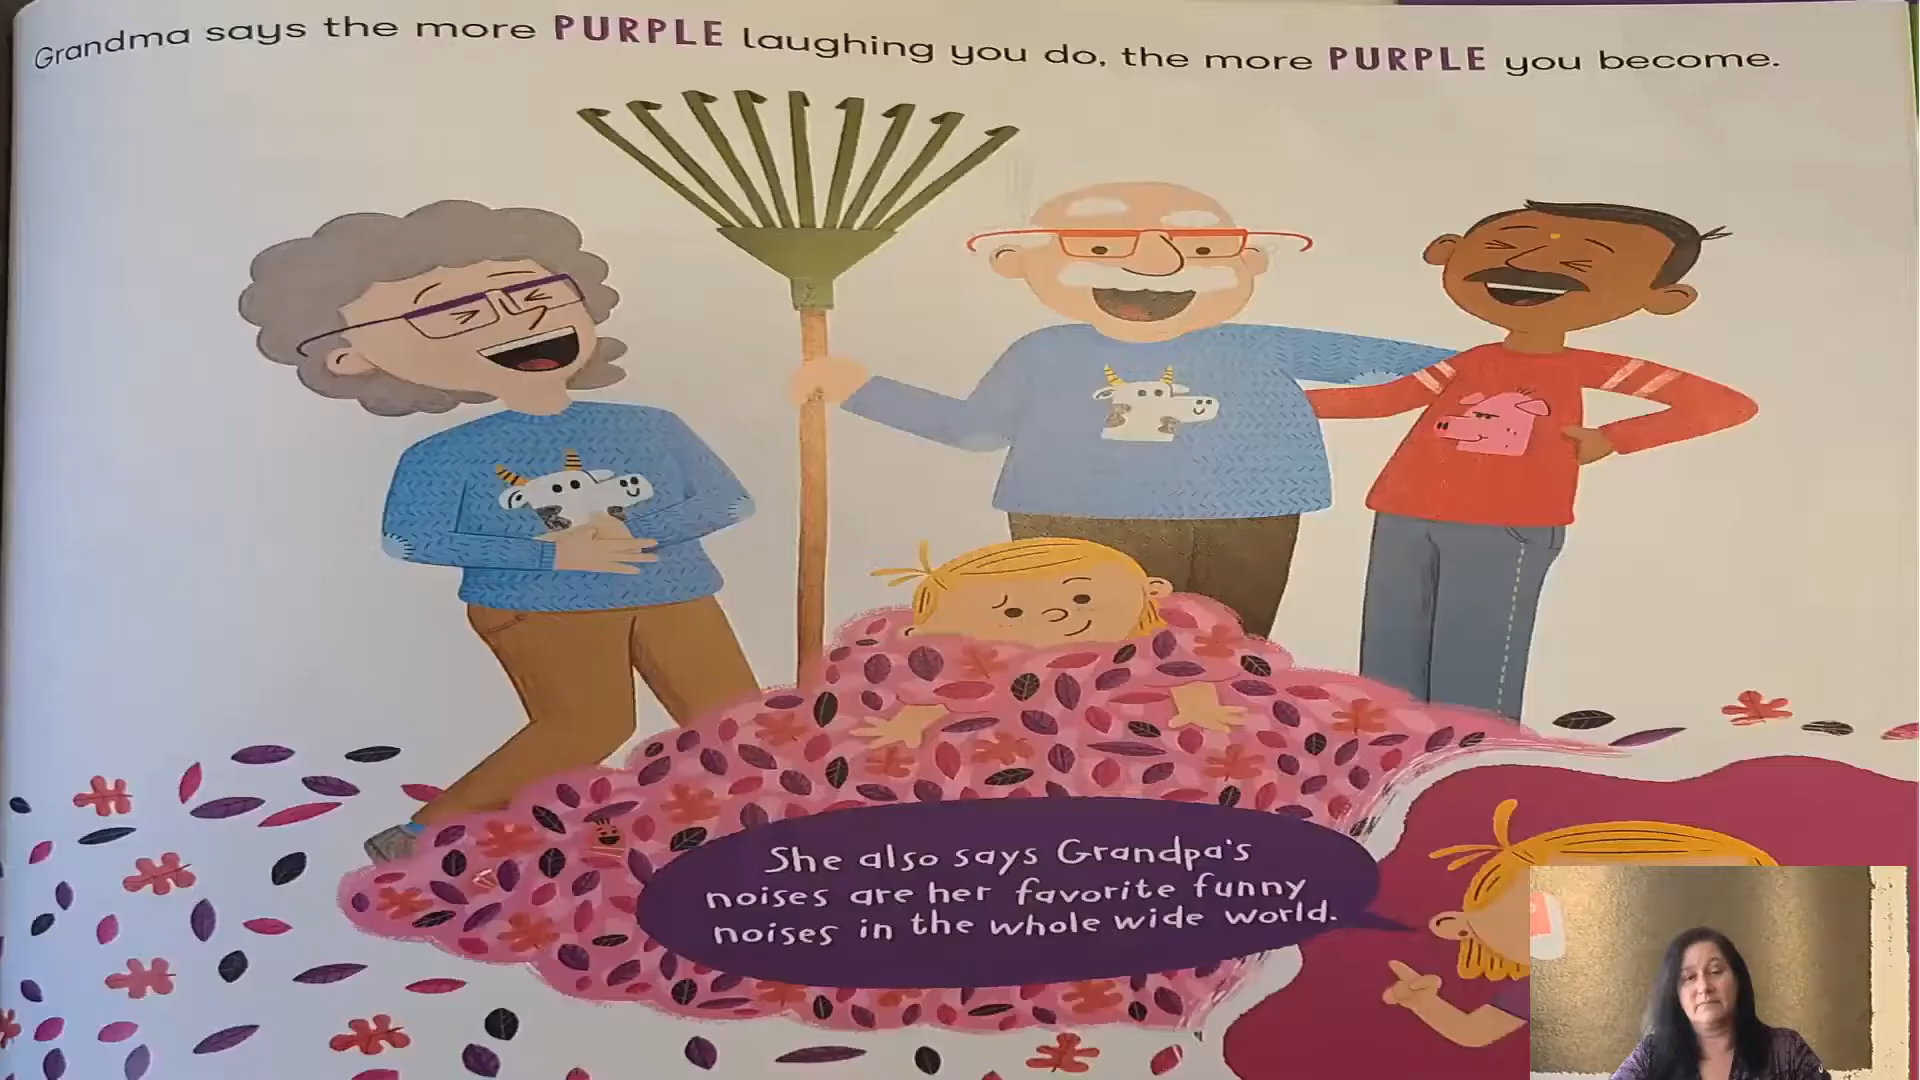 Grandma says the more PURPLE laughing you do, the more PURPLE you become.
She also says Grandpa's
noises are her favorite funny
noises in the whole wide world.